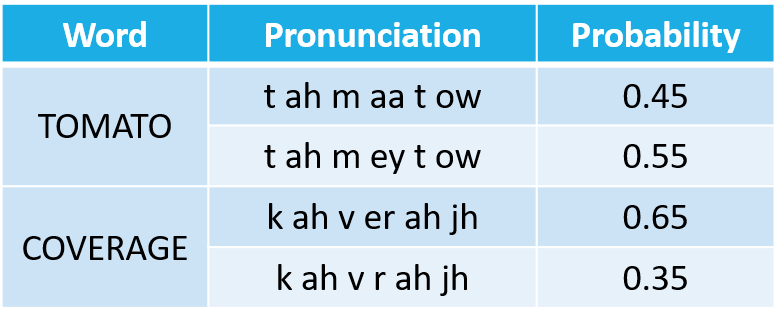 Word Pronunciation Probability
TOMATO
t ah m aa t ow 0.45
t ah m ey t ow 0.55
COVERAGE
k ah v er ah jh 0.65
k ah v r ah jh 0.35